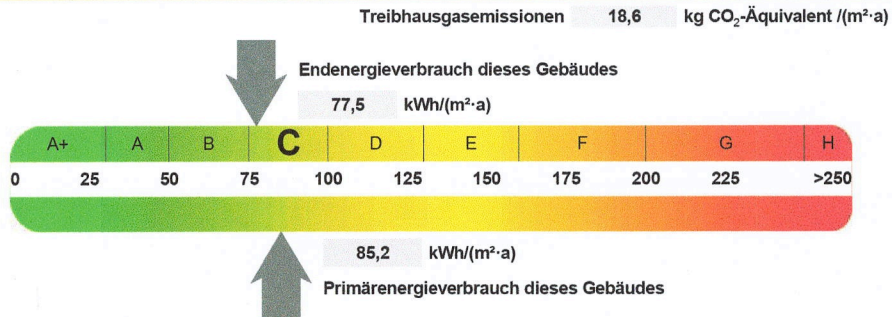 Treibhausgasemissionen 18,6 kg CO₂-Äquivalent /(m²·a)
Endenergieverbrauch dieses Gebäudes
77,5 kWh/(m²·a)
A+ A B C D E F G H
0 25 50 75 100 125 150 175 200 225 >250
85,2 kWh/(m²·a)
Primärenergieverbrauch dieses Gebäudes